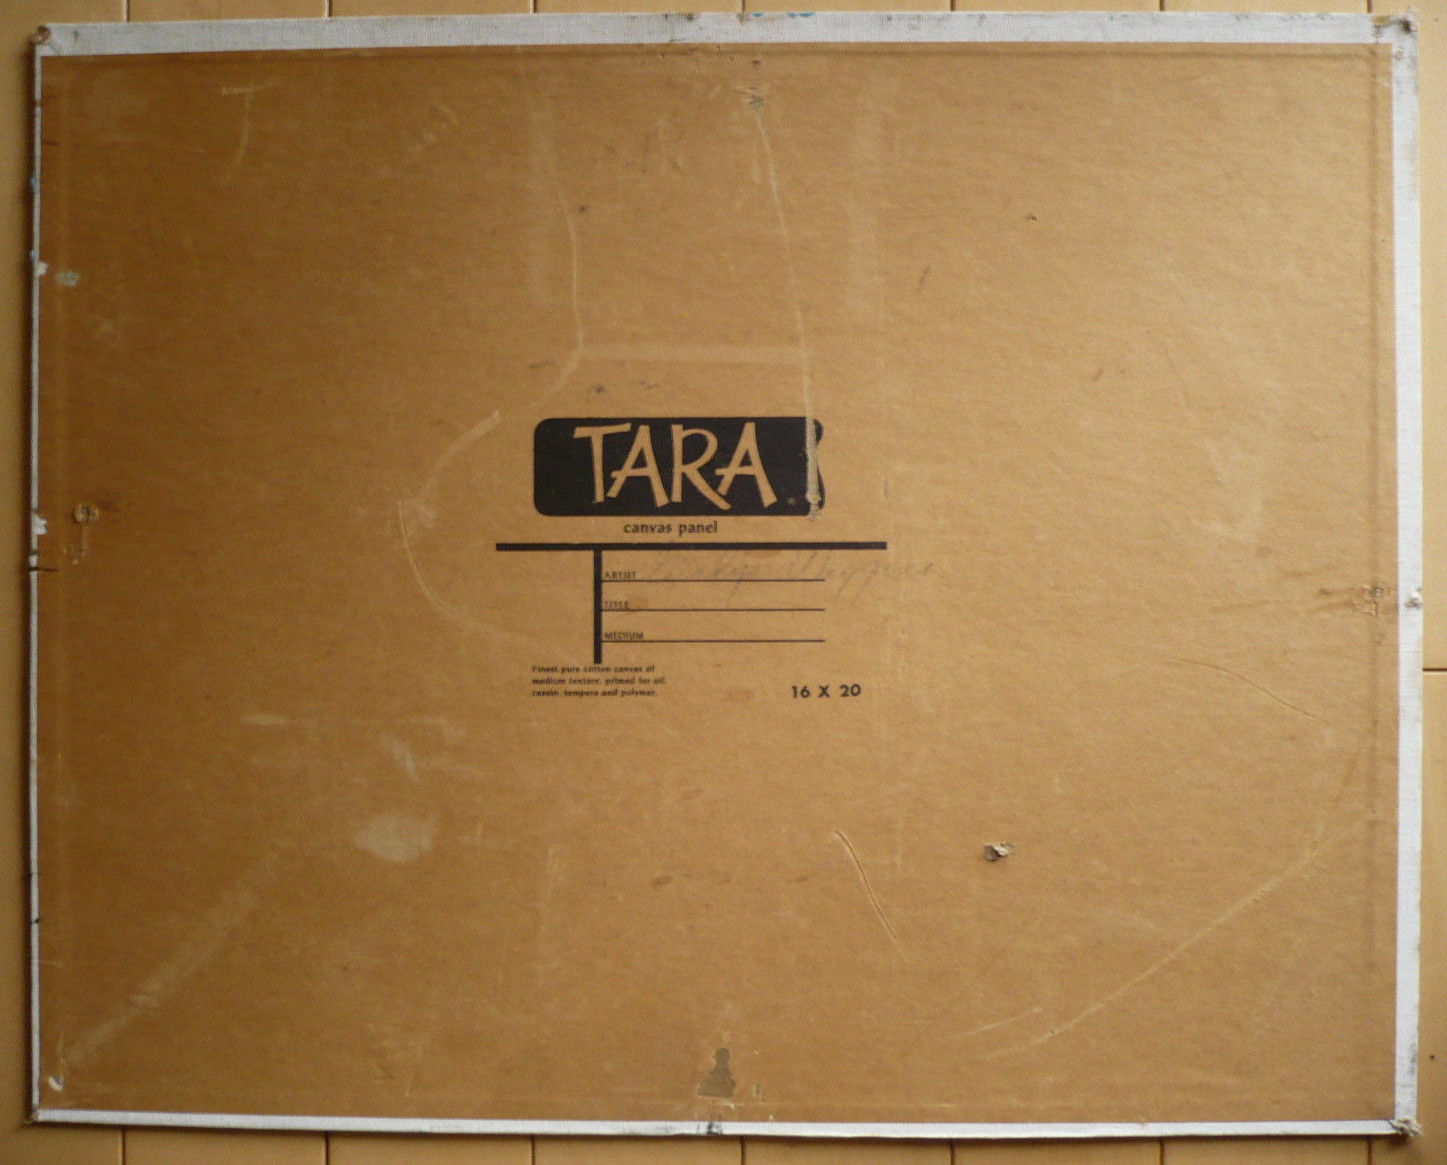 TARA
canvas panel
ARTIST
TITLE
MEDIUM
Finest pure cotton canvas of
medium texture, primed for oil,
casein, tempera and polymer.
16 X 20